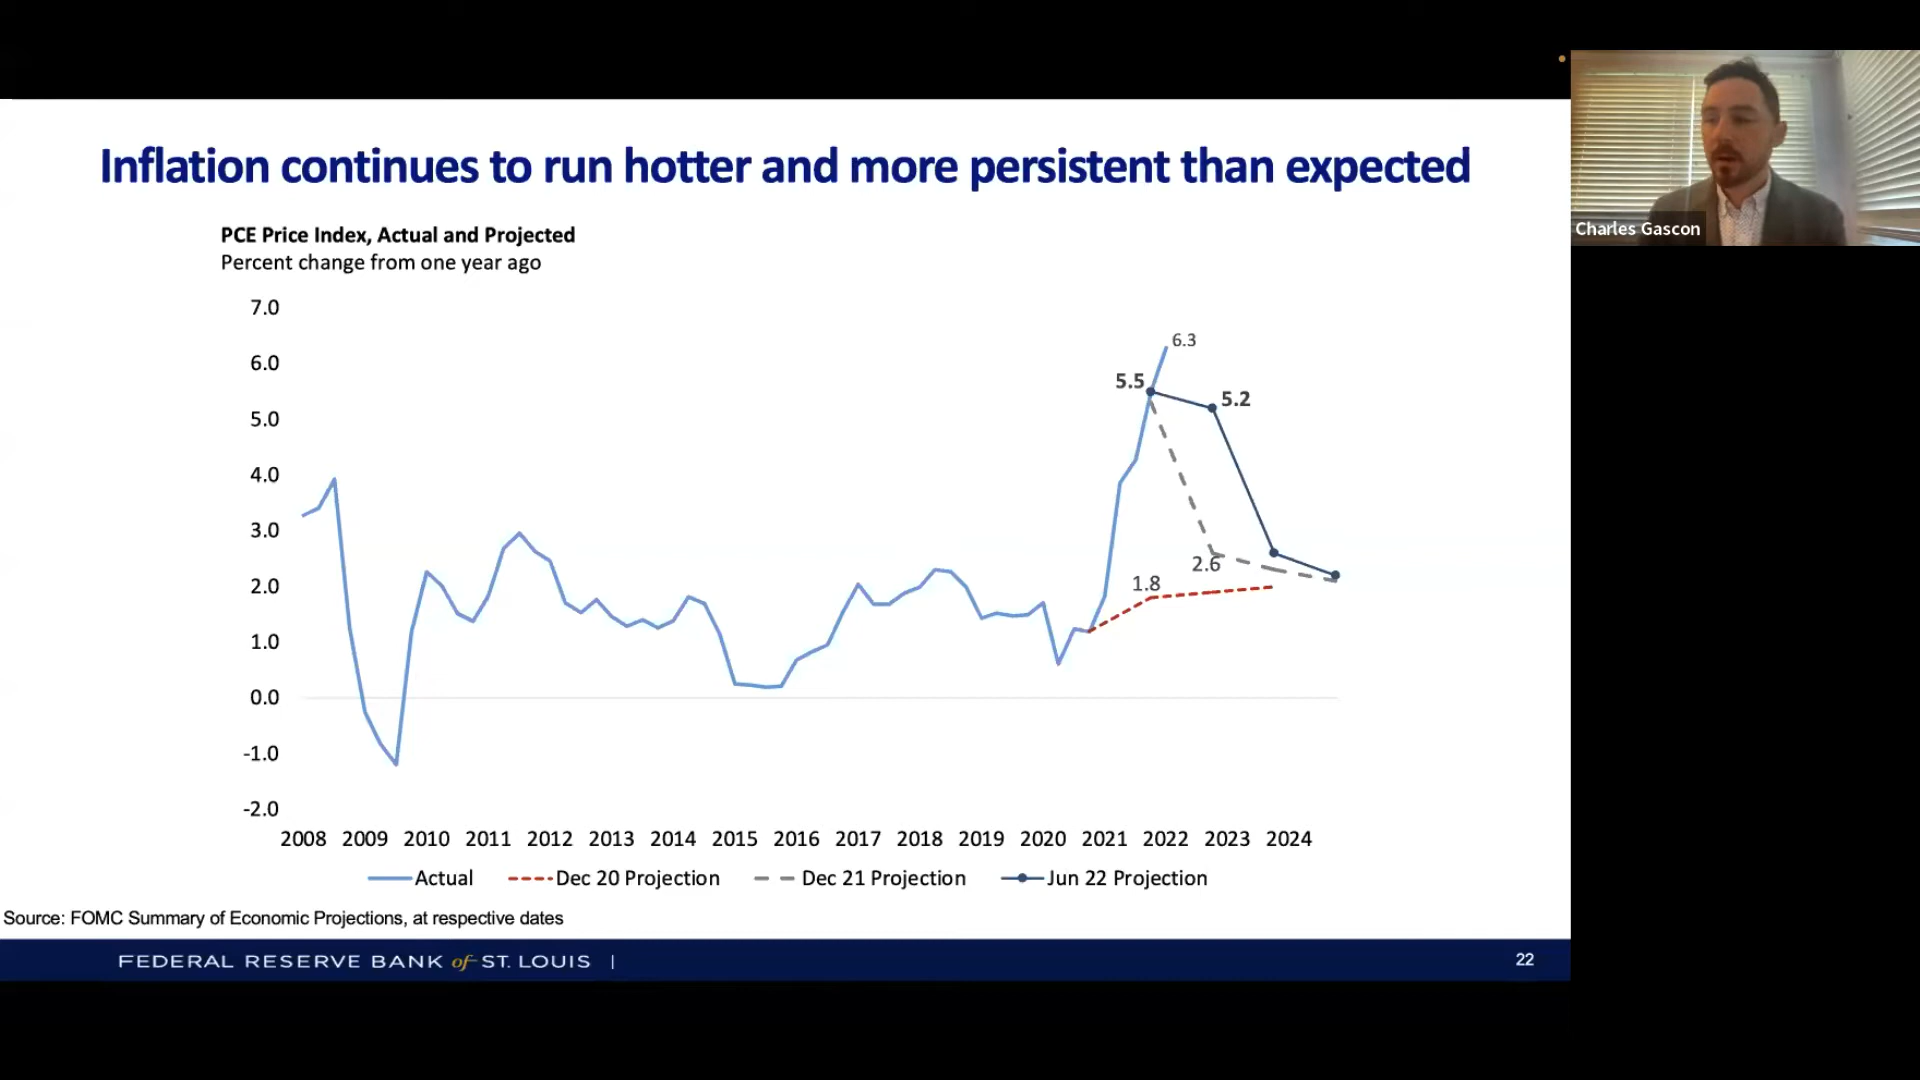 Inflation continues to run hotter and more persistent than expected
Charles Gascon
PCE Price Index, Actual and Projected
Percent change from one year ago
7.0
6.0
5.0
4.0
3.0
2.0
1.0
0.0
-1.0
-2.0
6.3
5.5
5.2
2.6
1.8
2008 2009 2010 2011 2012 2013 2014 2015 2016 2017 2018 2019 2020 2021 2022 2023 2024
Actual Dec 20 Projection Dec 21 Projection Jun 22 Projection
Source: FOMC Summary of Economic Projections, at respective dates
FEDERAL RESERVE BANK of ST. LOUIS |
22